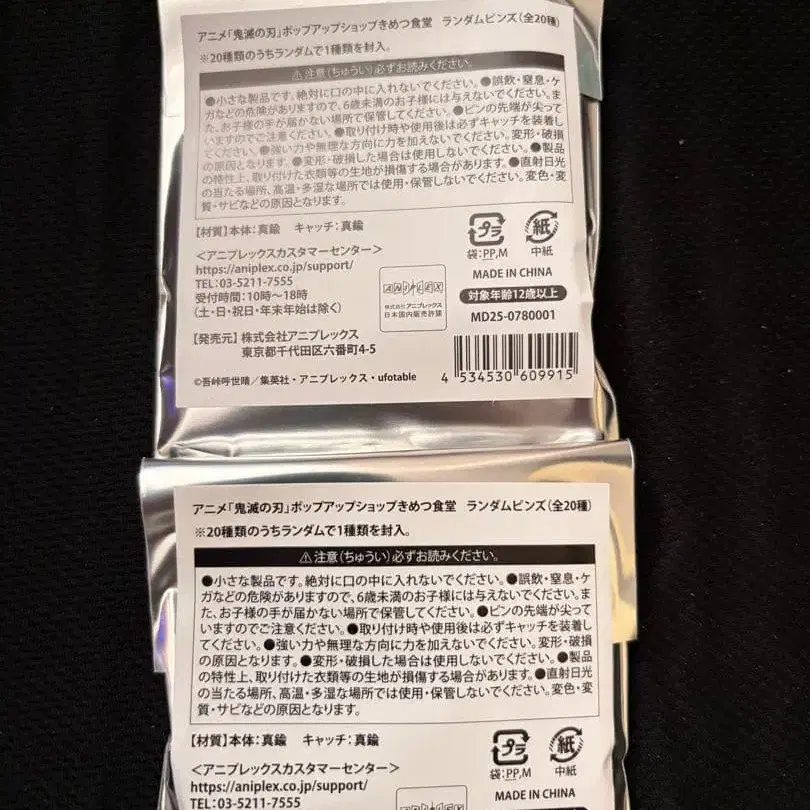 アニメ「鬼滅の刃」ポップアップショップきめつ食堂　ランダムピンズ（全20種）
※20種類のうちランダムで1種類を封入。
⚠注意（ちゅうい）必ずお読みください。
●小さな製品です。絶対に口の中に入れないでください。●誤飲・窒息・ケ
ガなどの危険がありますので、6歳未満のお子様には与えないでください。ま
た、お子様の手が届かない場所で保管してください。●ピンの先端が尖って
いますのでご注意ください。●取り付け時や使用後は必ずキャッチを装着し
てください。●強い力や無理な方向に力を加えないでください。変形・破損
の原因となります。●変形・破損した場合は使用しないでください。●製品
の特性上、取り付けた衣類等の生地が損傷する場合があります。●直射日光
の当たる場所、高温・多湿な場所では使用・保管しないでください。変色・変
質・サビなどの原因となります。
【材質】本体：真鍮　キャッチ：真鍮
＜アニプレックスカスタマーセンター＞
https://aniplex.co.jp/support/
TEL：03-5211-7555
受付時間：10時～18時
（土・日・祝日・年末年始は除く）
【発売元】株式会社アニプレックス
東京都千代田区六番町4-5
©吾峠呼世晴／集英社・アニプレックス・ufotable
ANIPLEX
株式会社アニプレックス
日本国内販売許諾
プラ
袋：PP,M
紙
中紙
MADE IN CHINA
対象年齢12歳以上
MD25-0780001
4 534530 609915
アニメ「鬼滅の刃」ポップアップショップきめつ食堂　ランダムピンズ（全20種）
※20種類のうちランダムで1種類を封入。
⚠注意（ちゅうい）必ずお読みください。
●小さな製品です。絶対に口の中に入れないでください。●誤飲・窒息・ケ
ガなどの危険がありますので、6歳未満のお子様には与えないでください。ま
た、お子様の手が届かない場所で保管してください。●ピンの先端が尖って
いますのでご注意ください。●取り付け時や使用後は必ずキャッチを装着し
てください。●強い力や無理な方向に力を加えないでください。変形・破損
の原因となります。●変形・破損した場合は使用しないでください。●製品
の特性上、取り付けた衣類等の生地が損傷する場合があります。●直射日光
の当たる場所、高温・多湿な場所では使用・保管しないでください。変色・変
質・サビなどの原因となります。
【材質】本体：真鍮　キャッチ：真鍮
＜アニプレックスカスタマーセンター＞
https://aniplex.co.jp/support/
TEL：03-5211-7555
プラ
袋：PP,M
紙
中紙
MADE IN CHINA